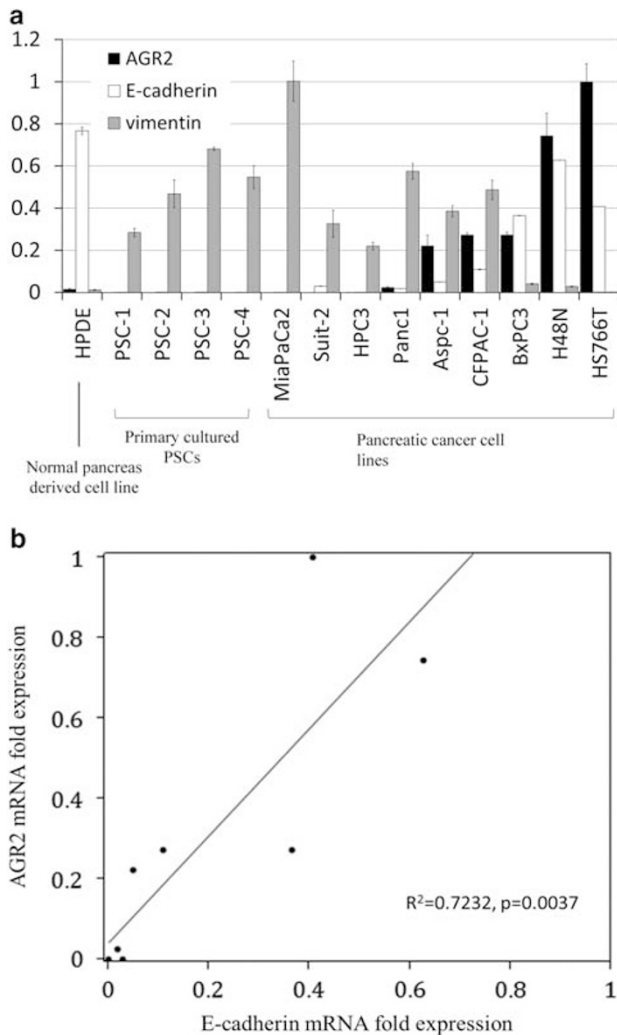 a
1.2
1
0.8
0.6
0.4
0.2
0
AGR2
E-cadherin
vimentin
HPDE
PSC-1
PSC-2
PSC-3
PSC-4
MiaPaCa2
Suit-2
HPC3
Panc1
Aspc-1
CFPAC-1
BxPC3
H48N
HS766T
Normal pancreas
derived cell line
Primary cultured
PSCs
Pancreatic cancer cell
lines
b
AGR2 mRNA fold expression
1
0.8
0.6
0.4
0.2
0
R²=0.7232, p=0.0037
0 0.2 0.4 0.6 0.8 1
E-cadherin mRNA fold expression